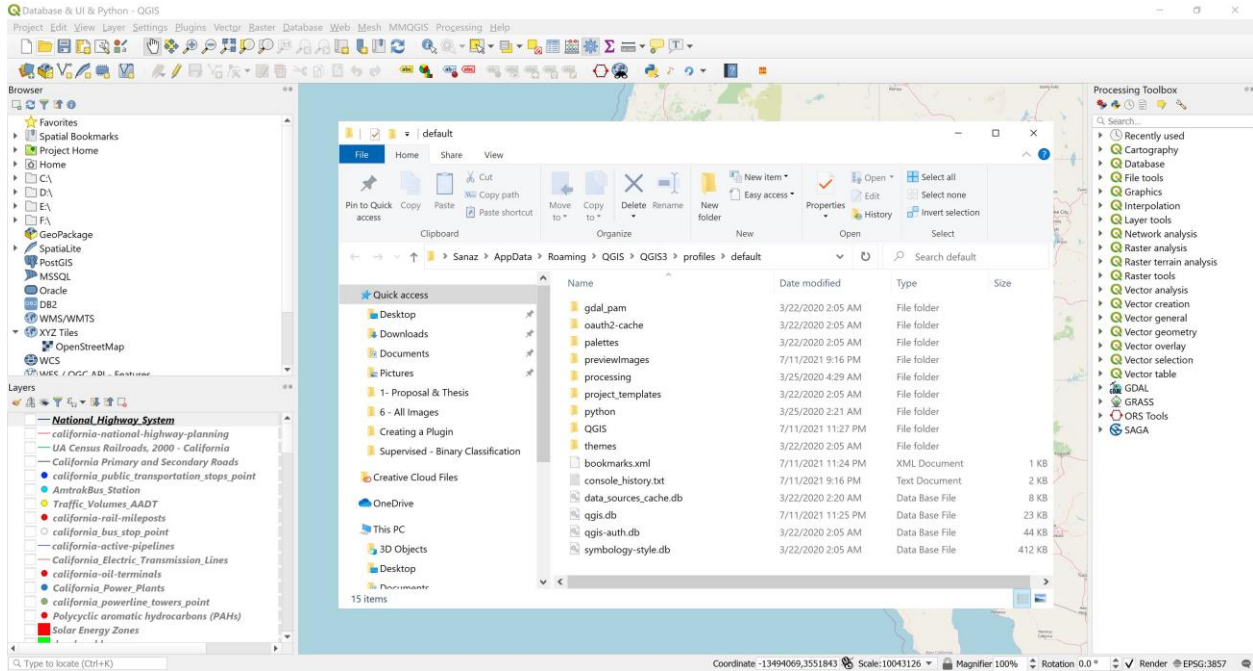 Database & UI & Python - QGIS
Project Edit View Layer Settings Plugins Vector Raster Database Web Mesh MMQGIS Processing Help
Browser
Favorites
Spatial Bookmarks
Project Home
Home
C:\
D:\
E:\
F:\
GeoPackage
SpatiaLite
PostGIS
MSSQL
Oracle
DB2
WMS/WMTS
XYZ Tiles
OpenStreetMap
WCS
WFS / OGC API - Features
Layers
National_Highway_System
california-national-highway-planning
UA Census Railroads, 2000 - California
California Primary and Secondary Roads
california_public_transportation_stops_point
AmtrakBus_Station
Traffic_Volumes_AADT
california-rail-mileposts
california_bus_stop_point
california-active-pipelines
California_Electric_Transmission_Lines
california-oil-terminals
California_Power_Plants
california_powerline_towers_point
Polycyclic aromatic hydrocarbons (PAHs)
Solar Energy Zones
default
File Home Share View
Pin to Quick access
Copy
Paste
Cut
Copy path
Paste shortcut
Clipboard
Move to
Copy to
Delete
Rename
Organize
New folder
New item
Easy access
New
Properties
Open
Edit
History
Open
Select all
Select none
Invert selection
Select
> Sanaz > AppData > Roaming > QGIS > QGIS3 > profiles > default
Search default
Quick access
Desktop
Downloads
Documents
Pictures
1- Proposal & Thesis
6 - All Images
Creating a Plugin
Supervised - Binary Classification
Creative Cloud Files
OneDrive
This PC
3D Objects
Desktop
Documents
Name Date modified Type Size
gdal_pam 3/22/2020 2:05 AM File folder
oauth2-cache 3/22/2020 2:05 AM File folder
palettes 3/22/2020 2:05 AM File folder
previewImages 7/11/2021 9:16 PM File folder
processing 3/25/2020 4:29 AM File folder
project_templates 3/22/2020 2:05 AM File folder
python 3/25/2020 2:21 AM File folder
QGIS 7/11/2021 11:27 PM File folder
themes 3/22/2020 2:05 AM File folder
bookmarks.xml 7/11/2021 11:24 PM XML Document 1 KB
console_history.txt 7/11/2021 9:16 PM Text Document 2 KB
data_sources_cache.db 3/22/2020 2:20 AM Data Base File 8 KB
qgis.db 7/11/2021 11:25 PM Data Base File 23 KB
qgis-auth.db 3/22/2020 2:05 AM Data Base File 44 KB
symbology-style.db 3/22/2020 2:05 AM Data Base File 412 KB
15 items
Processing Toolbox
Search...
Recently used
Cartography
Database
File tools
Graphics
Interpolation
Layer tools
Network analysis
Raster analysis
Raster terrain analysis
Raster tools
Vector analysis
Vector creation
Vector general
Vector geometry
Vector overlay
Vector selection
Vector table
GDAL
GRASS
ORS Tools
SAGA
Type to locate (Ctrl+K)
Coordinate -13494069,3551843 Scale 1:10043126 Magnifier 100% Rotation 0.0 ° Render EPSG:3857